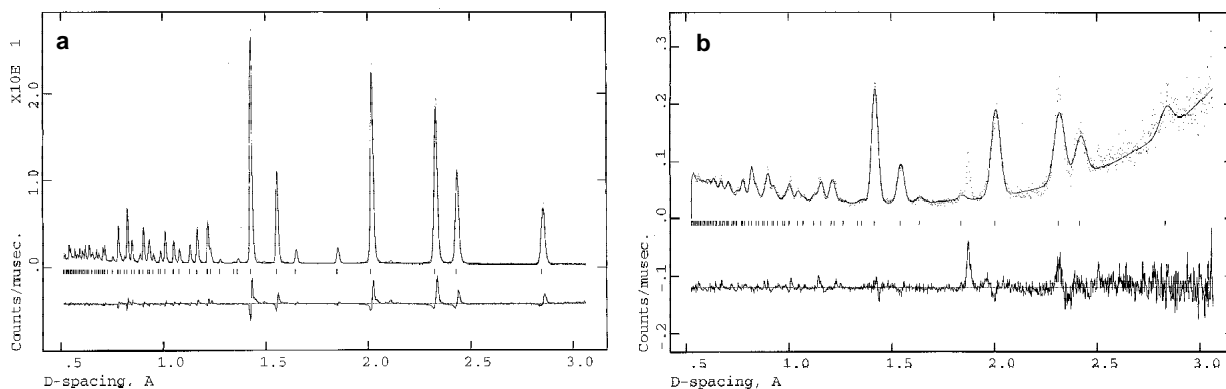 a
X10E 1
2.0
1.0
.0
Counts/musec.
.5 1.0 1.5 2.0 2.5 3.0
D-spacing, A
b
.3
.2
.1
.0
-.1
-.2
Counts/musec.
.5 1.0 1.5 2.0 2.5 3.0
D-spacing, A